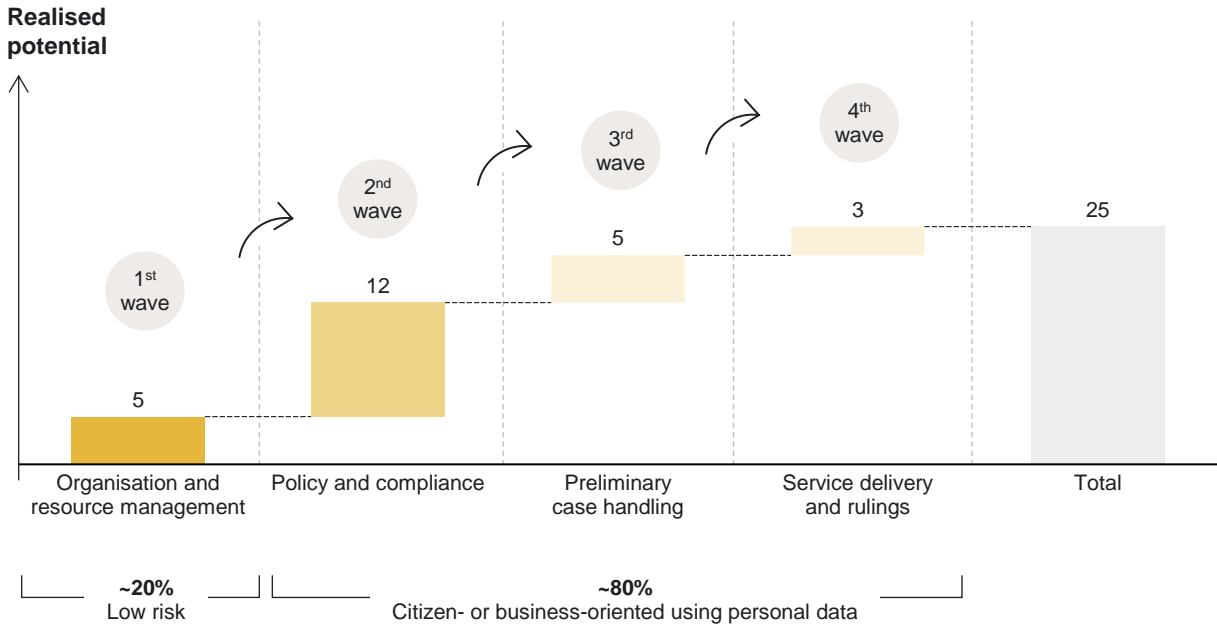 Realised
potential
1st
wave
2nd
wave
3rd
wave
4th
wave
5
12
5
3
25
Organisation and
resource management
Policy and compliance
Preliminary
case handling
Service delivery
and rulings
Total
~20%
Low risk
~80%
Citizen- or business-oriented using personal data